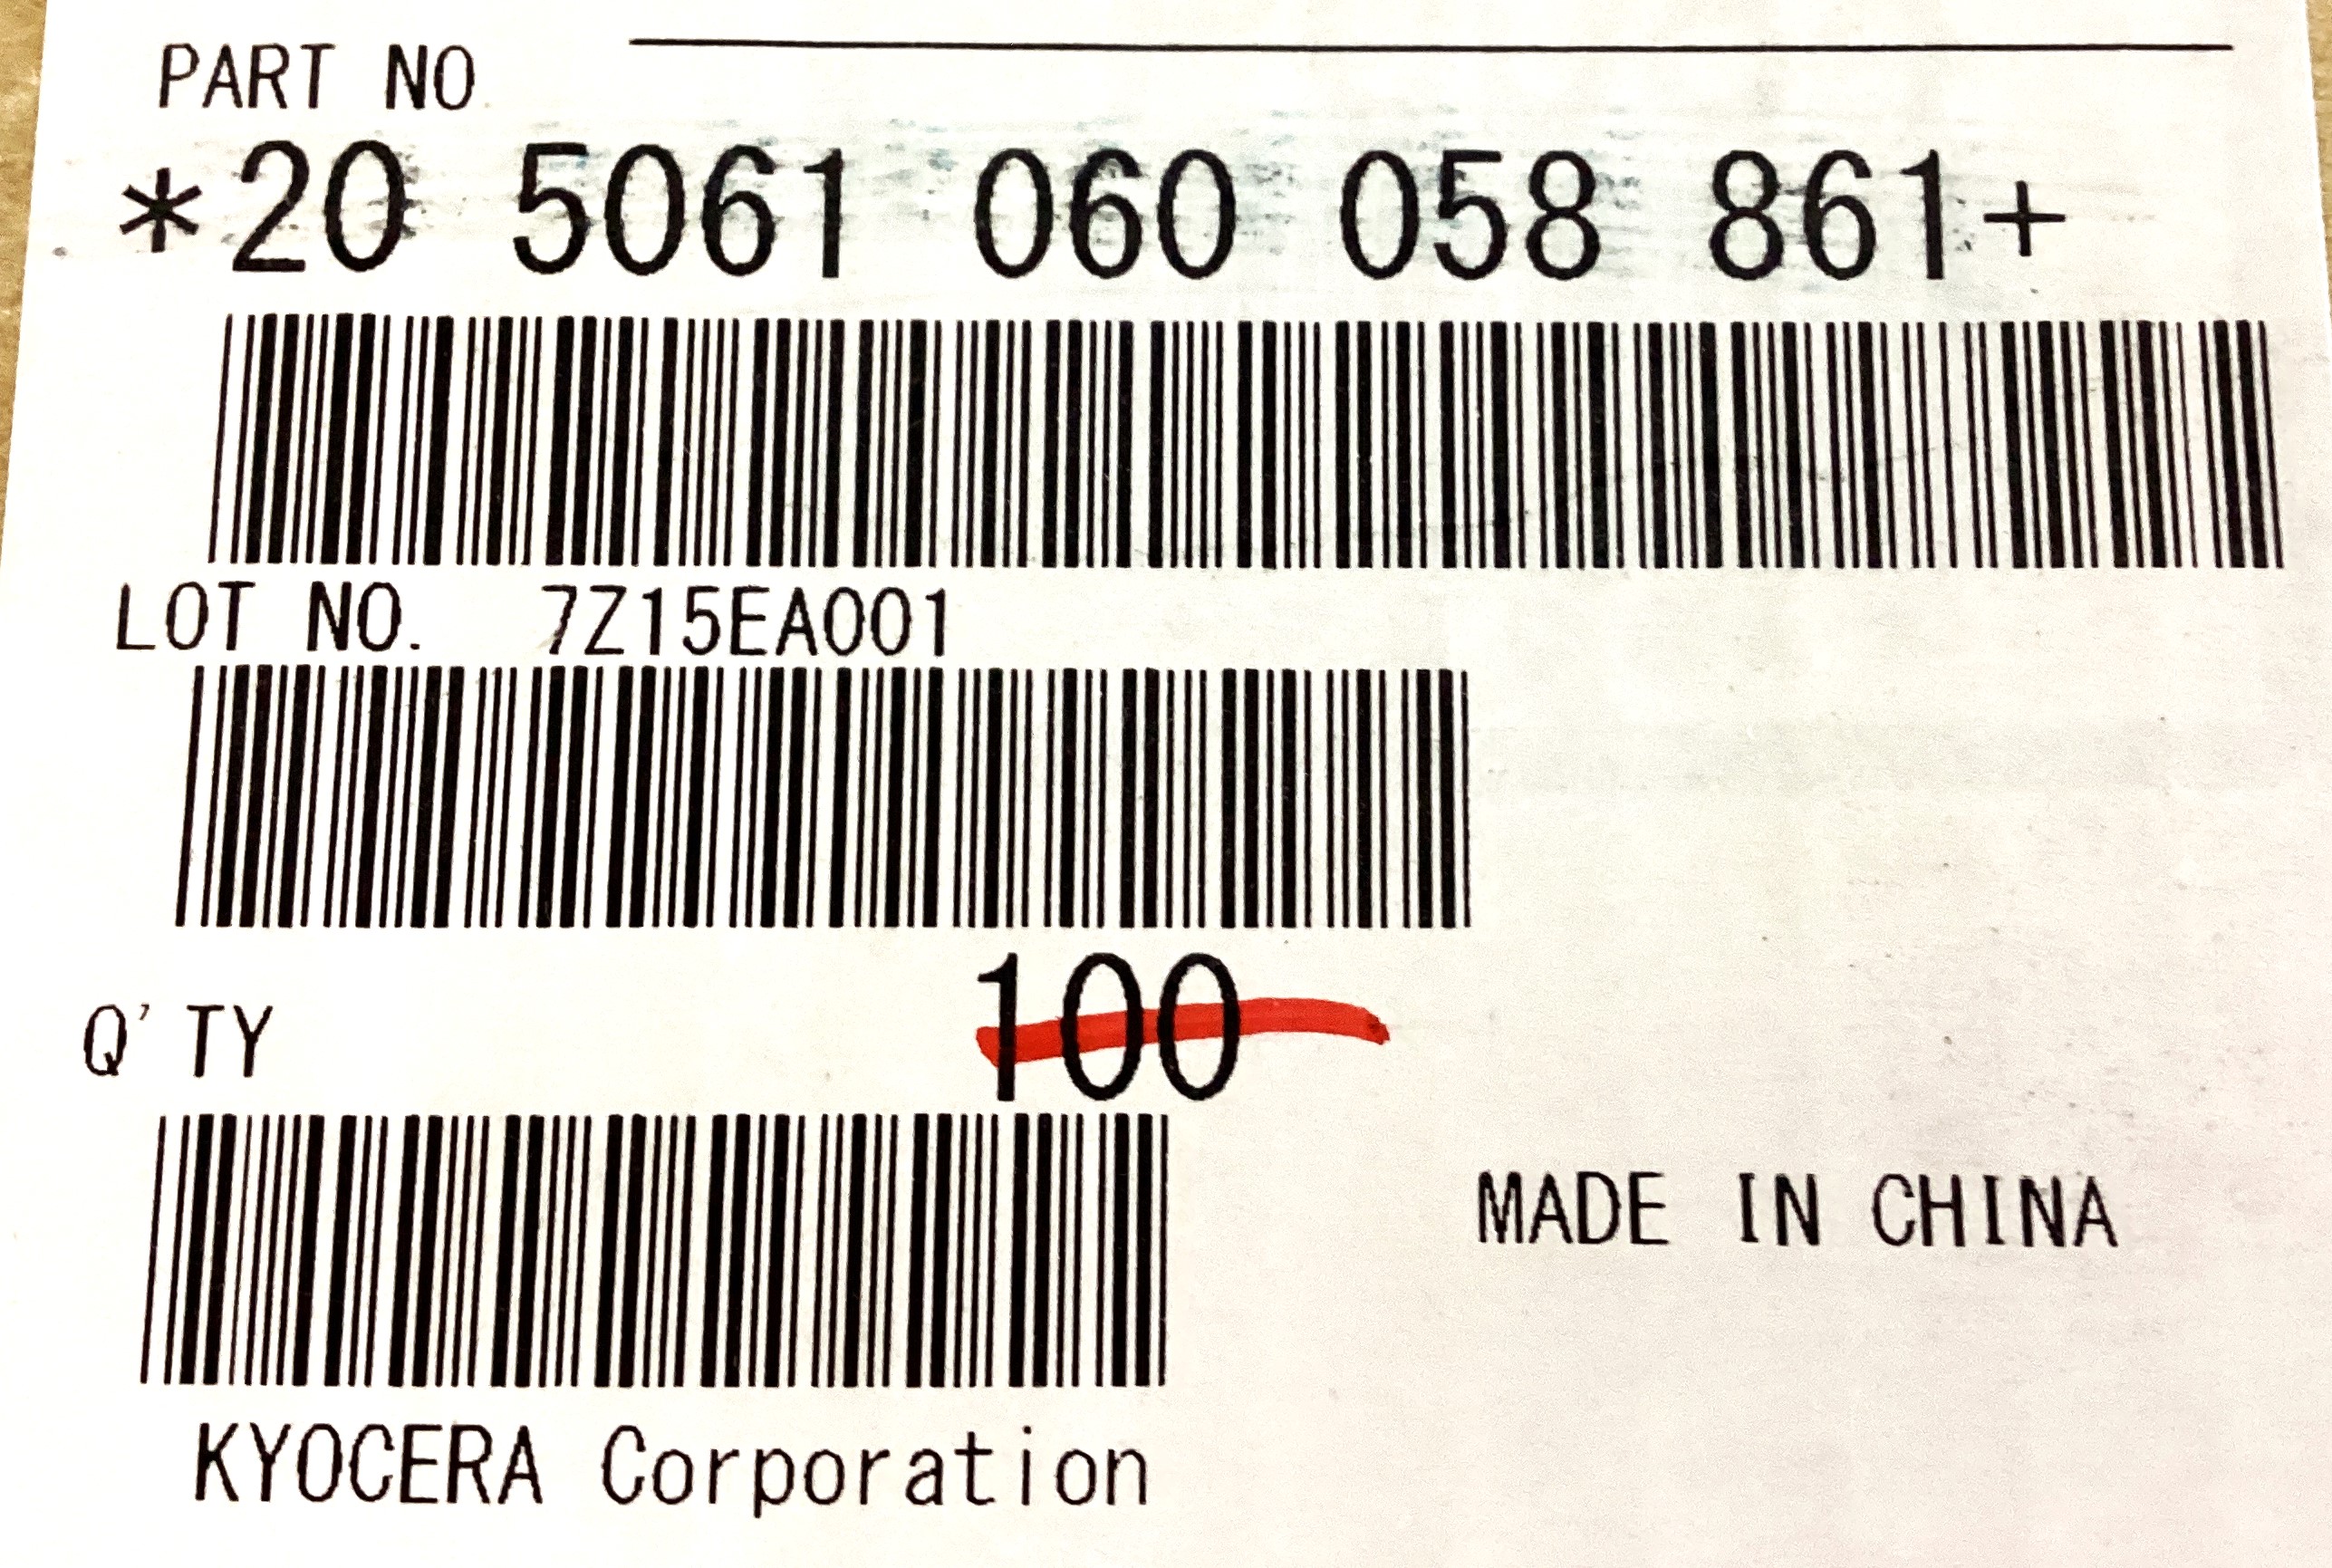 PART NO
*20 5061 060 058 861+
LOT NO. 7Z15EA001
Q'TY 100
MADE IN CHINA
KYOCERA Corporation